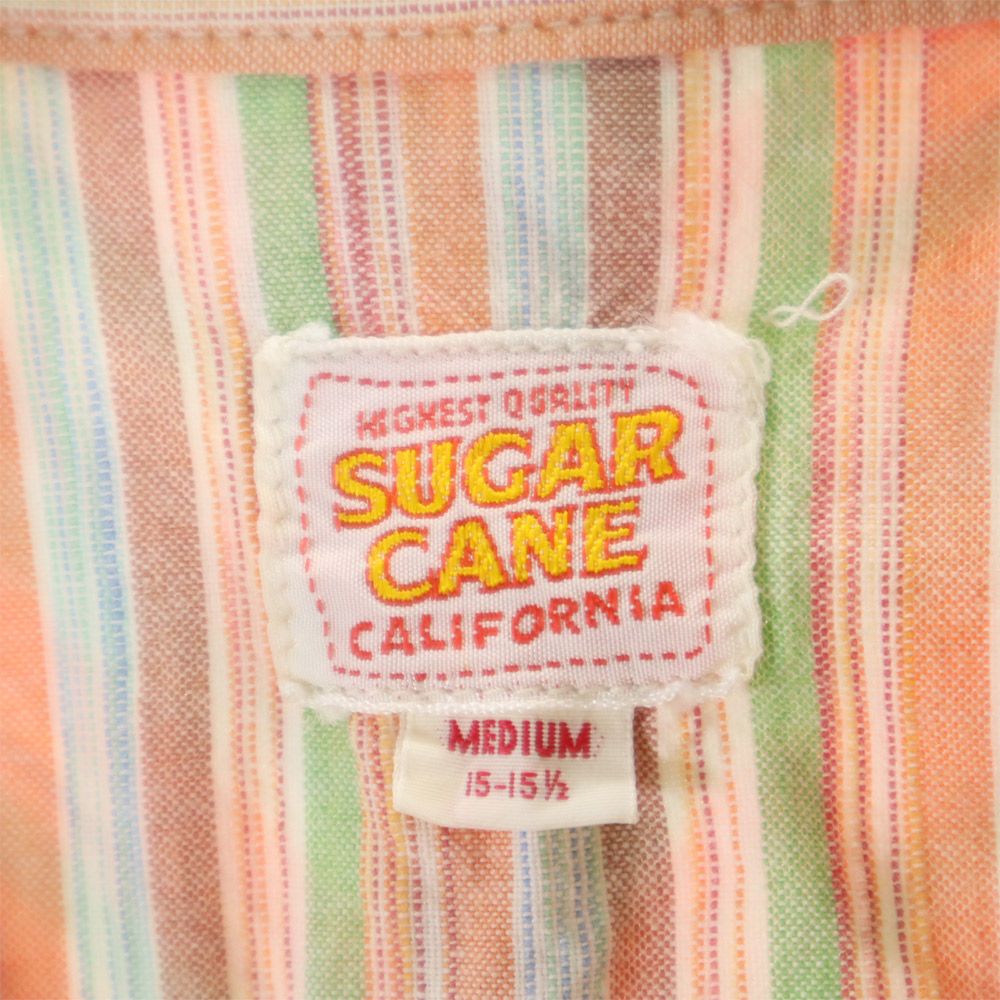 HIGHEST QUALITY
SUGAR
CANE
CALIFORNIA
MEDIUM
15-15½